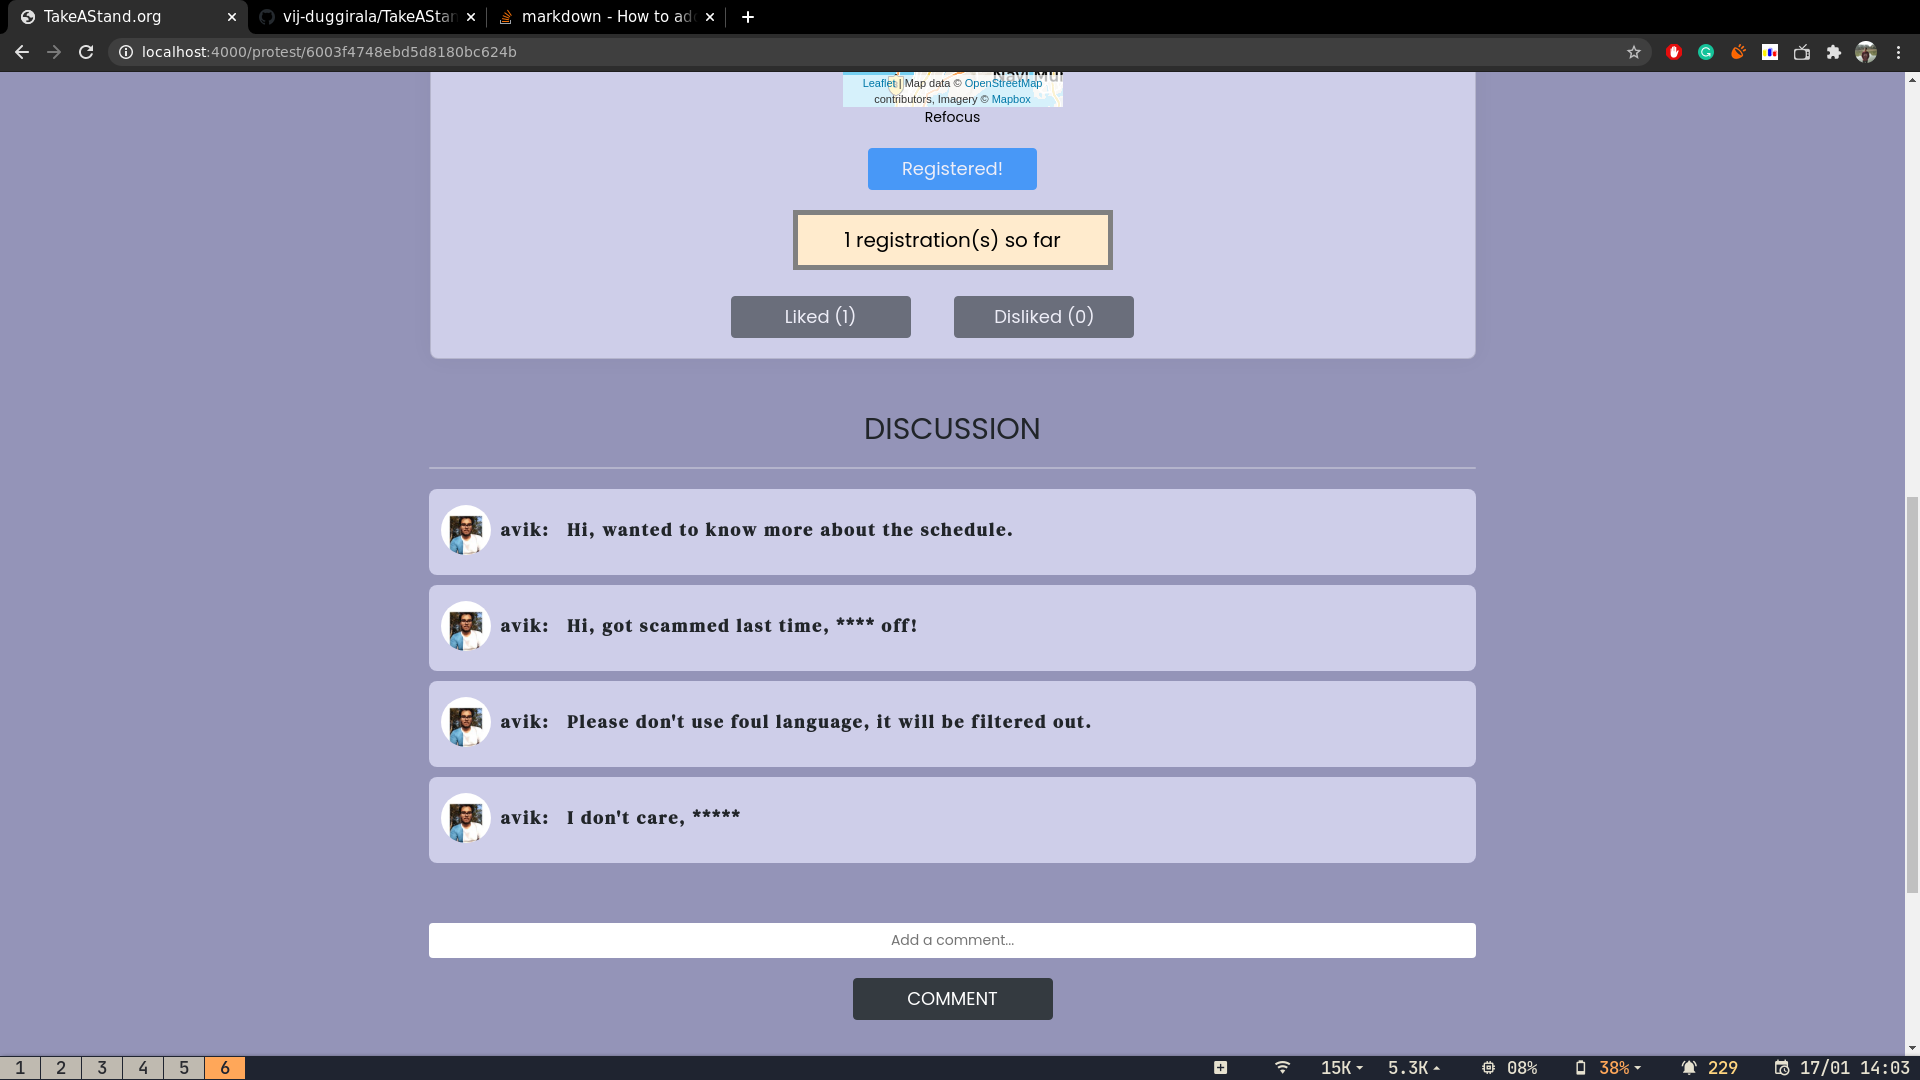 TakeAStand.org
vij-duggirala/TakeAStan
markdown - How to add
localhost:4000/protest/6003f4748ebd5d8180bc624b
Navi Mu
Leaflet | Map data © OpenStreetMap
contributors, Imagery © Mapbox
Refocus
Registered!
1 registration(s) so far
Liked (1) Disliked (0)
DISCUSSION
avik: Hi, wanted to know more about the schedule.
avik: Hi, got scammed last time, **** off!
avik: Please don't use foul language, it will be filtered out.
avik: I don't care, *****
Add a comment...
COMMENT
1 2 3 4 5 6 15K 5.3K 08% 38% 229 17/01 14:03